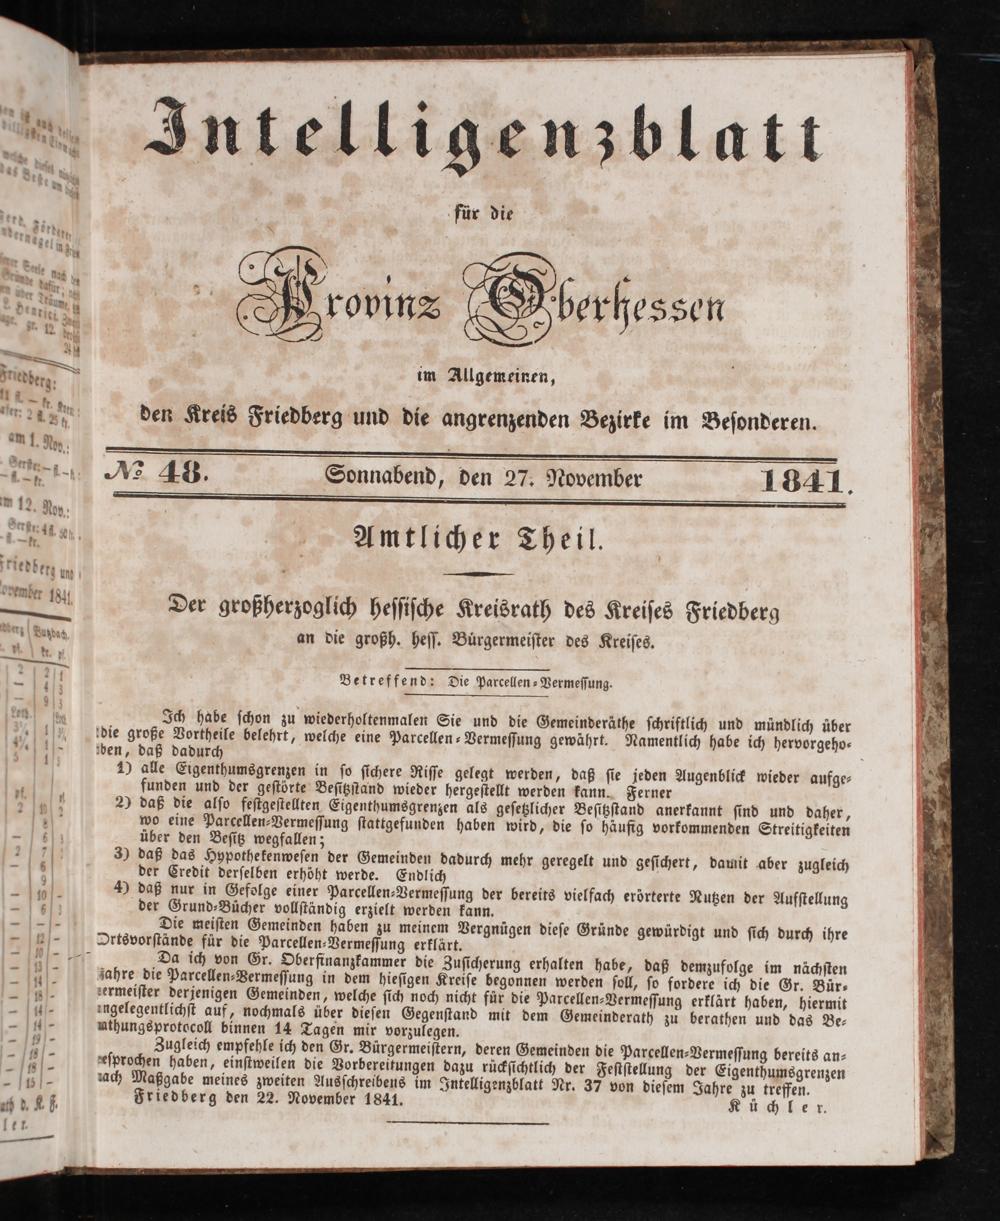 Intelligenzblatt
für die
Provinz Oberhessen
im Allgemeinen,
den Kreis Friedberg und die angrenzenden Bezirke im Besonderen.
№ 48. Sonnabend, den 27. November 1841.
Amtlicher Theil.
Der großherzoglich hessische Kreisrath des Kreises Friedberg
an die großh. hess. Bürgermeister des Kreises.
Betreffend: Die Parcellen-Vermessung.
Ich habe schon zu wiederholtenmalen Sie und die Gemeinderäthe schriftlich und mündlich über
die große Vortheile belehrt, welche eine Parcellen-Vermessung gewährt. Namentlich habe ich hervorgeho-
ben, daß dadurch
1) alle Eigenthumsgrenzen in so sichere Risse gelegt werden, daß sie jeden Augenblick wieder aufge-
funden und der gestörte Besitzstand wieder hergestellt werden kann. Ferner
2) daß die also festgestellten Eigenthumsgrenzen als gesetzlicher Besitzstand anerkannt sind und daher,
wo eine Parcellen-Vermessung stattgefunden haben wird, die so häufig vorkommenden Streitigkeiten
über den Besitz wegfallen;
3) daß das Hypothekenwesen der Gemeinden dadurch mehr geregelt und gesichert, damit aber zugleich
der Credit derselben erhöht werde. Endlich
4) daß nur in Gefolge einer Parcellen-Vermessung der bereits vielfach erörterte Nutzen der Aufstellung
der Grund-Bücher vollständig erzielt werden kann.
Die meisten Gemeinden haben zu meinem Vergnügen diese Gründe gewürdigt und sich durch ihre
Ortsvorstände für die Parcellen-Vermessung erklärt.
Da ich von Gr. Oberfinanzkammer die Zusicherung erhalten habe, daß demzufolge im nächsten
Jahre die Parcellen-Vermessung in dem hiesigen Kreise begonnen werden soll, so fordere ich die Gr. Bür-
germeister derjenigen Gemeinden, welche sich noch nicht für die Parcellen-Vermessung erklärt haben, hiermit
angelegentlichst auf, nochmals über diesen Gegenstand mit dem Gemeinderath zu berathen und das Be-
rathungsprotocoll binnen 14 Tagen mir vorzulegen.
Zugleich empfehle ich den Gr. Bürgermeistern, deren Gemeinden die Parcellen-Vermessung bereits an-
gesprochen haben, einstweilen die Vorbereitungen dazu rücksichtlich der Feststellung der Eigenthumsgrenzen
nach Maßgabe meines zweiten Ausschreibens im Intelligenzblatt Nr. 37 von diesem Jahre zu treffen.
Friedberg den 22. November 1841.
Küchler.